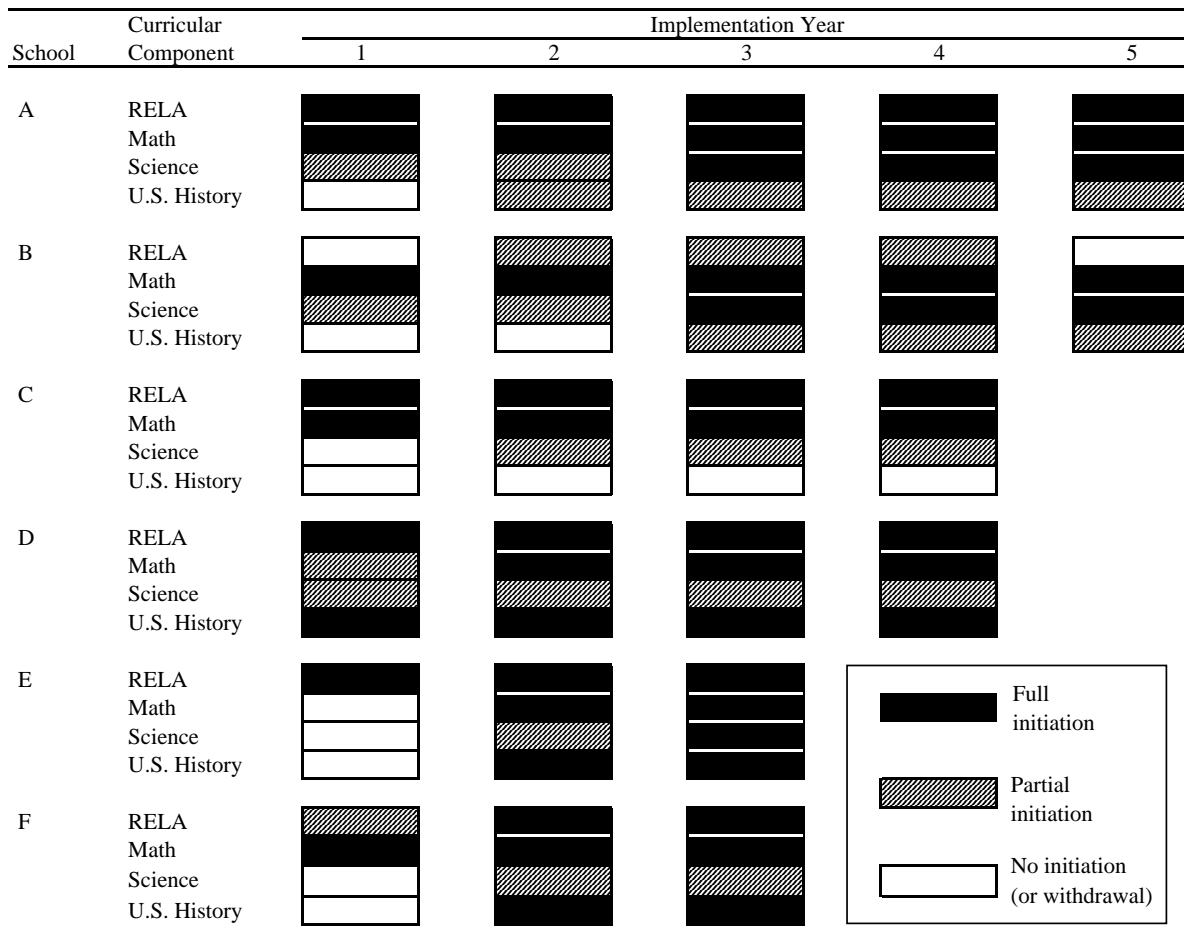 Curricular Implementation Year
School Component 1 2 3 4 5
A RELA
Math
Science
U.S. History
B RELA
Math
Science
U.S. History
C RELA
Math
Science
U.S. History
D RELA
Math
Science
U.S. History
E RELA
Math
Science
U.S. History
F RELA
Math
Science
U.S. History
Full
initiation
Partial
initiation
No initiation
(or withdrawal)